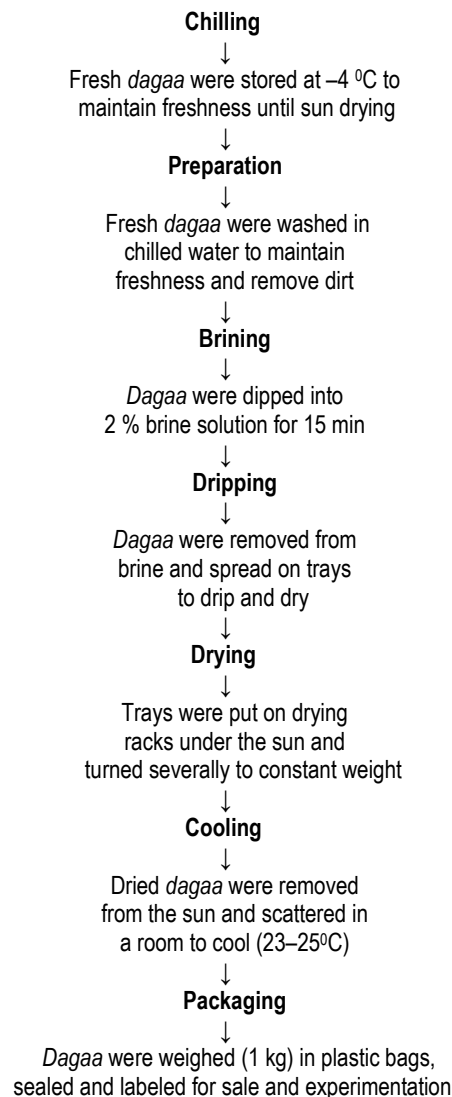 Chilling
↓
Fresh dagaa were stored at –4 ⁰C to
maintain freshness until sun drying
↓
Preparation
↓
Fresh dagaa were washed in
chilled water to maintain
freshness and remove dirt
↓
Brining
↓
Dagaa were dipped into
2 % brine solution for 15 min
↓
Dripping
↓
Dagaa were removed from
brine and spread on trays
to drip and dry
↓
Drying
↓
Trays were put on drying
racks under the sun and
turned severally to constant weight
↓
Cooling
↓
Dried dagaa were removed
from the sun and scattered in
a room to cool (23–25⁰C)
↓
Packaging
↓
Dagaa were weighed (1 kg) in plastic bags,
sealed and labeled for sale and experimentation